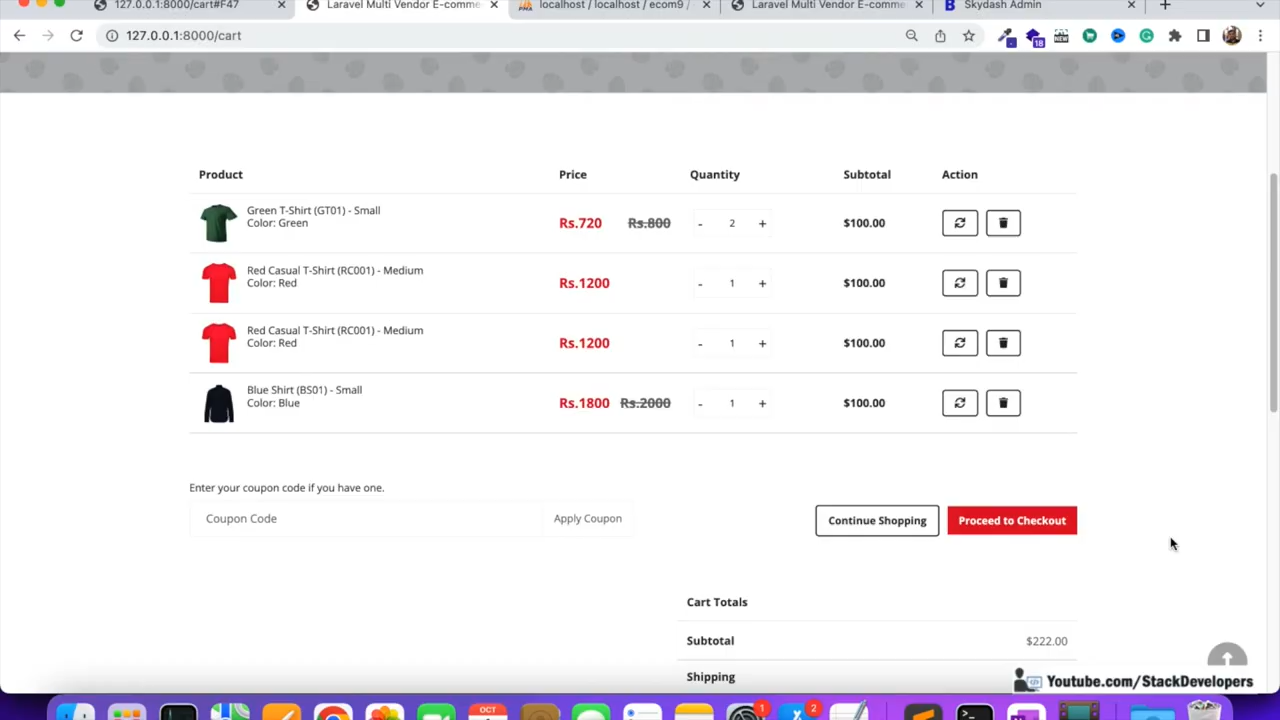 127.0.0.1:8000/cart#F47
Laravel Multi Vendor E-comme
localhost / localhost / ecom9 /
Laravel Multi Vendor E-comme
Skydash Admin
127.0.0.1:8000/cart
18
NEW
Product Price Quantity Subtotal Action
Green T-Shirt (GT01) - Small
Color: Green
Rs.720 Rs.800 - 2 + $100.00
Red Casual T-Shirt (RC001) - Medium
Color: Red
Rs.1200 - 1 + $100.00
Red Casual T-Shirt (RC001) - Medium
Color: Red
Rs.1200 - 1 + $100.00
Blue Shirt (BS01) - Small
Color: Blue
Rs.1800 Rs.2000 - 1 + $100.00
Enter your coupon code if you have one.
Coupon Code Apply Coupon
Continue Shopping Proceed to Checkout
Cart Totals
Subtotal $222.00
Shipping
Youtube.com/StackDevelopers
OCT
1
2